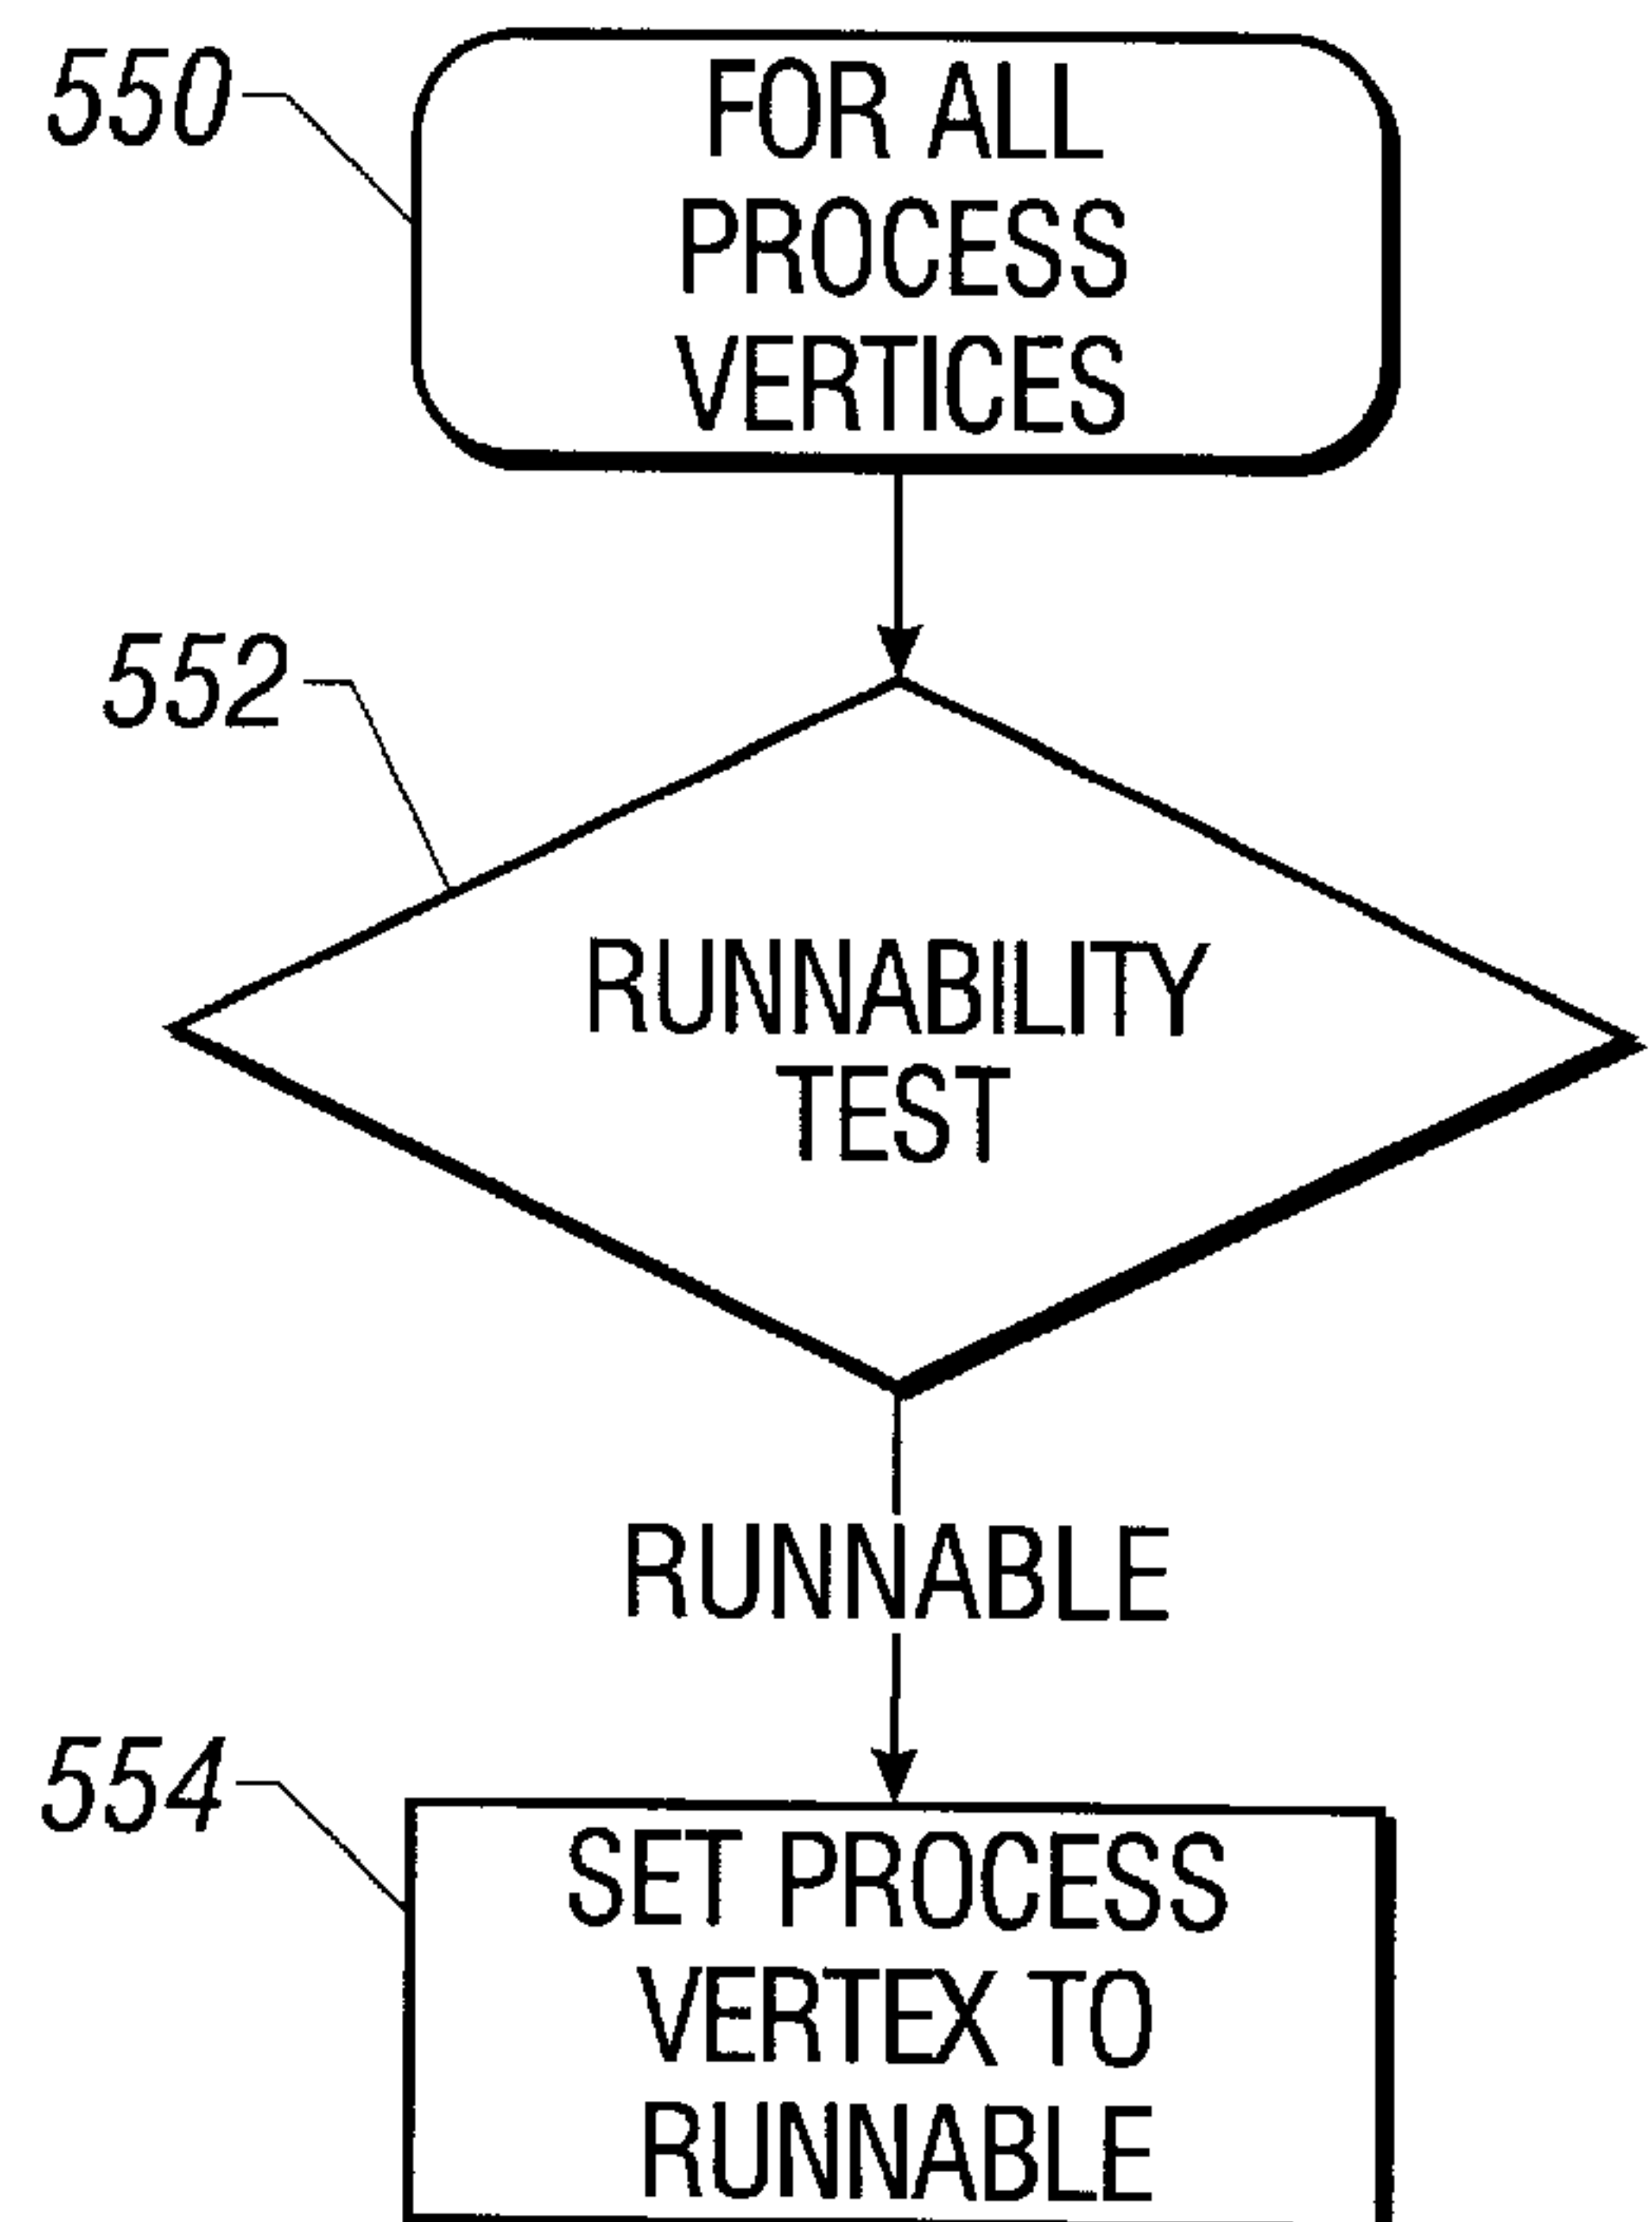 550
FOR ALL
PROCESS
VERTICES
552
RUNNABILITY
TEST
RUNNABLE
554
SET PROCESS
VERTEX TO
RUNNABLE